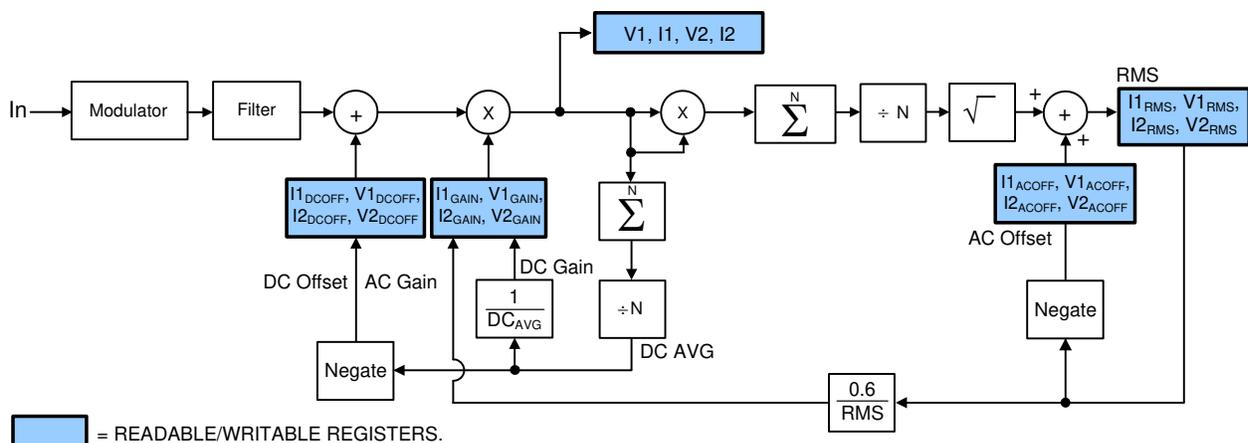 V1, I1, V2, I2
In
Modulator
Filter
+
X
X
N
Σ
÷ N
√
+
+
+
RMS
I1RMS, V1RMS,
I2RMS, V2RMS
I1DCOFF, V1DCOFF,
I2DCOFF, V2DCOFF
I1GAIN, V1GAIN,
I2GAIN, V2GAIN
N
Σ
I1ACOFF, V1ACOFF,
I2ACOFF, V2ACOFF
AC Offset
DC Offset
AC Gain
DC Gain
1
DCAVG
÷N
DC AVG
Negate
Negate
0.6
RMS
= READABLE/WRITABLE REGISTERS.